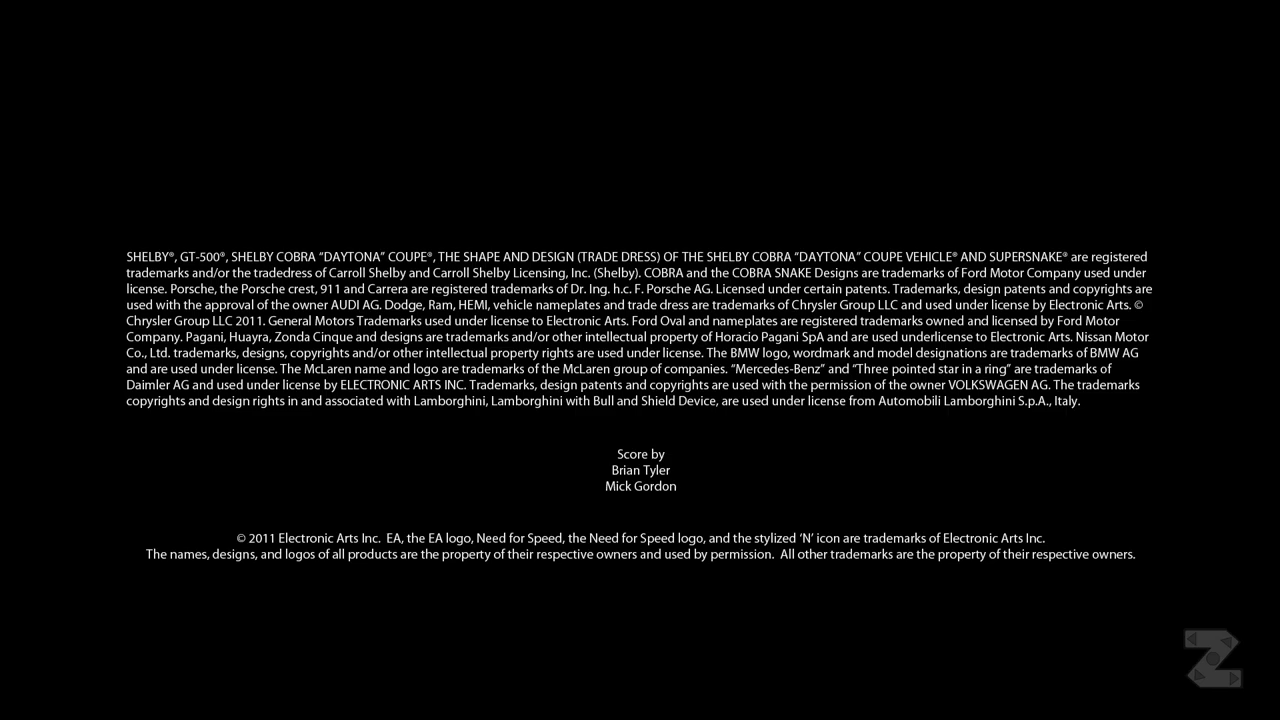 SHELBY®, GT-500®, SHELBY COBRA “DAYTONA” COUPE®, THE SHAPE AND DESIGN (TRADE DRESS) OF THE SHELBY COBRA “DAYTONA” COUPE VEHICLE® AND SUPERSNAKE® are registered
trademarks and/or the tradedress of Carroll Shelby and Carroll Shelby Licensing, Inc. (Shelby). COBRA and the COBRA SNAKE Designs are trademarks of Ford Motor Company used under
license. Porsche, the Porsche crest, 911 and Carrera are registered trademarks of Dr. Ing. h.c. F. Porsche AG. Licensed under certain patents. Trademarks, design patents and copyrights are
used with the approval of the owner AUDI AG. Dodge, Ram, HEMI, vehicle nameplates and trade dress are trademarks of Chrysler Group LLC and used under license by Electronic Arts. ©
Chrysler Group LLC 2011. General Motors Trademarks used under license to Electronic Arts. Ford Oval and nameplates are registered trademarks owned and licensed by Ford Motor
Company. Pagani, Huayra, Zonda Cinque and designs are trademarks and/or other intellectual property of Horacio Pagani SpA and are used underlicense to Electronic Arts. Nissan Motor
Co., Ltd. trademarks, designs, copyrights and/or other intellectual property rights are used under license. The BMW logo, wordmark and model designations are trademarks of BMW AG
and are used under license. The McLaren name and logo are trademarks of the McLaren group of companies. “Mercedes-Benz” and “Three pointed star in a ring” are trademarks of
Daimler AG and used under license by ELECTRONIC ARTS INC. Trademarks, design patents and copyrights are used with the permission of the owner VOLKSWAGEN AG. The trademarks
copyrights and design rights in and associated with Lamborghini, Lamborghini with Bull and Shield Device, are used under license from Automobili Lamborghini S.p.A., Italy.
Score by
Brian Tyler
Mick Gordon
© 2011 Electronic Arts Inc.  EA, the EA logo, Need for Speed, the Need for Speed logo, and the stylized ‘N’ icon are trademarks of Electronic Arts Inc.
The names, designs, and logos of all products are the property of their respective owners and used by permission.  All other trademarks are the property of their respective owners.
Z